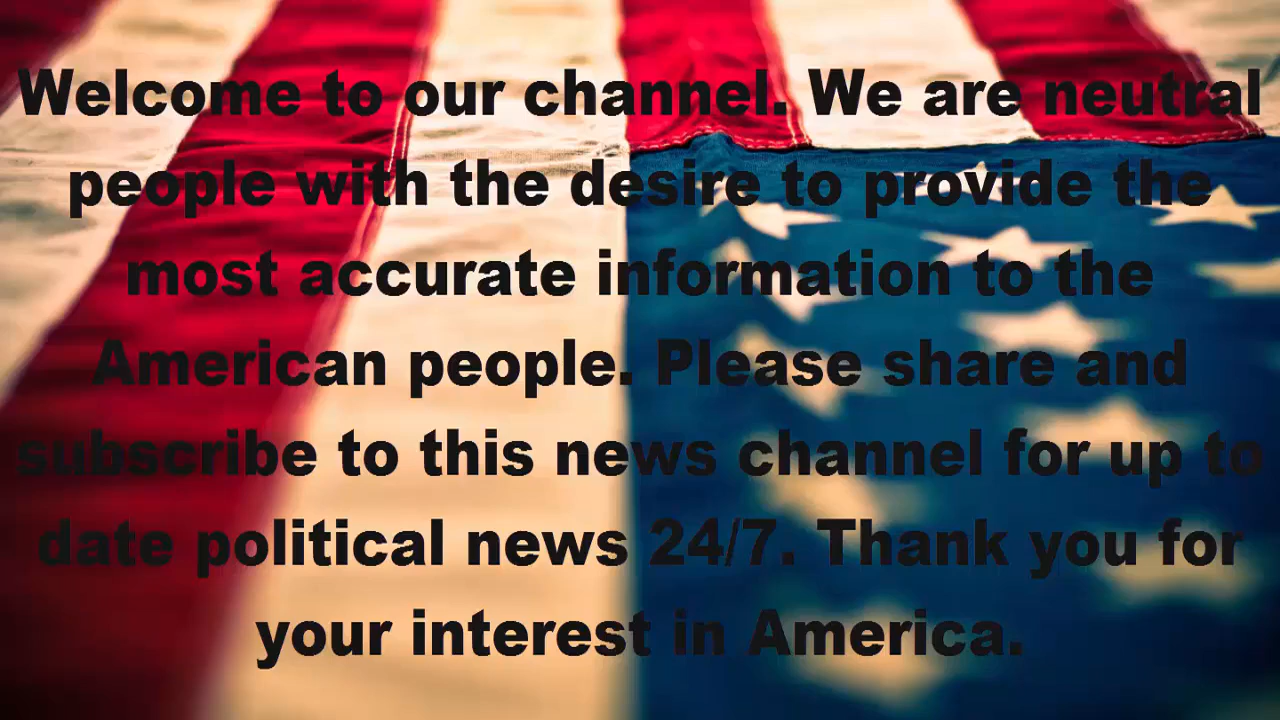 Welcome to our channel. We are neutral
people with the desire to provide the
most accurate information to the
American people. Please share and
subscribe to this news channel for up to
date political news 24/7. Thank you for
your interest in America.